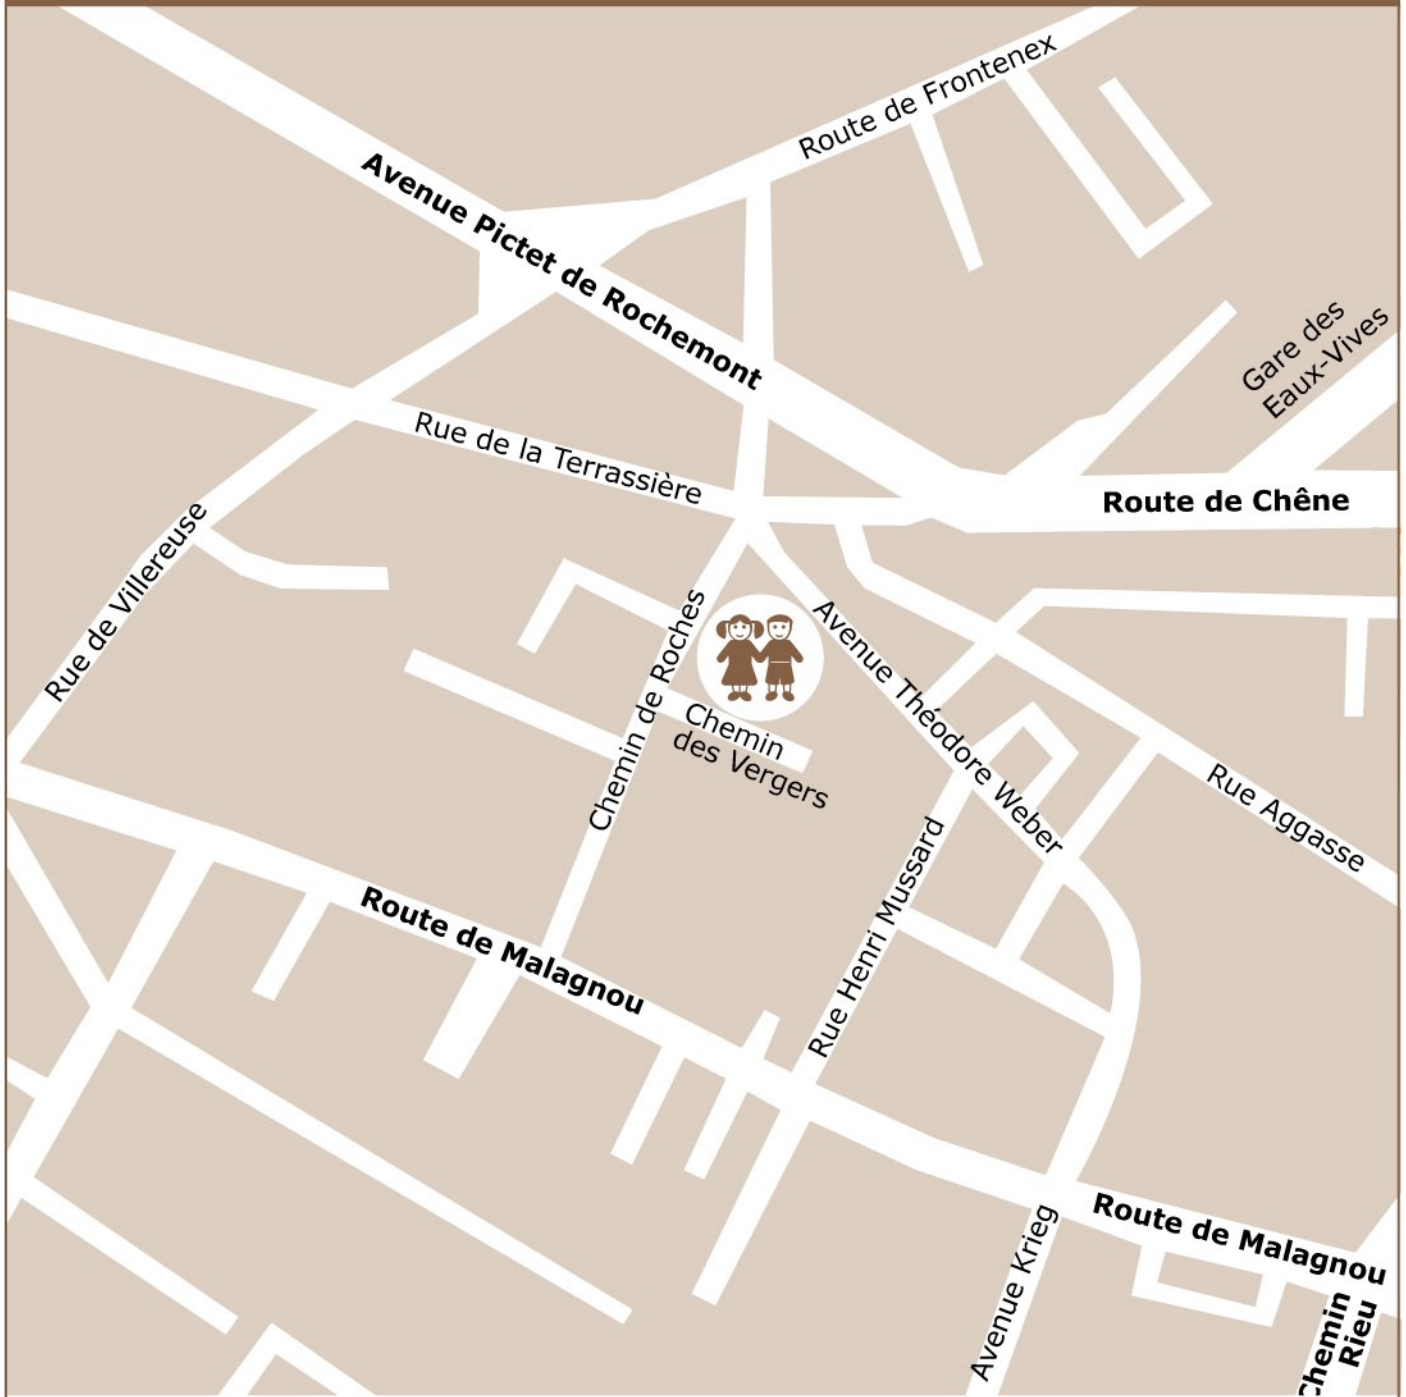 Route de Frontenex
Avenue Pictet de Rochemont
Gare des
Eaux-Vives
Rue de la Terrassière
Route de Chêne
Rue de Villereuse
Chemin de Roches
Avenue Théodore Weber
Chemin
des Vergers
Rue Aggasse
Rue Henri Mussard
Route de Malagnou
Route de Malagnou
Avenue Krieg
Chemin
Rieu